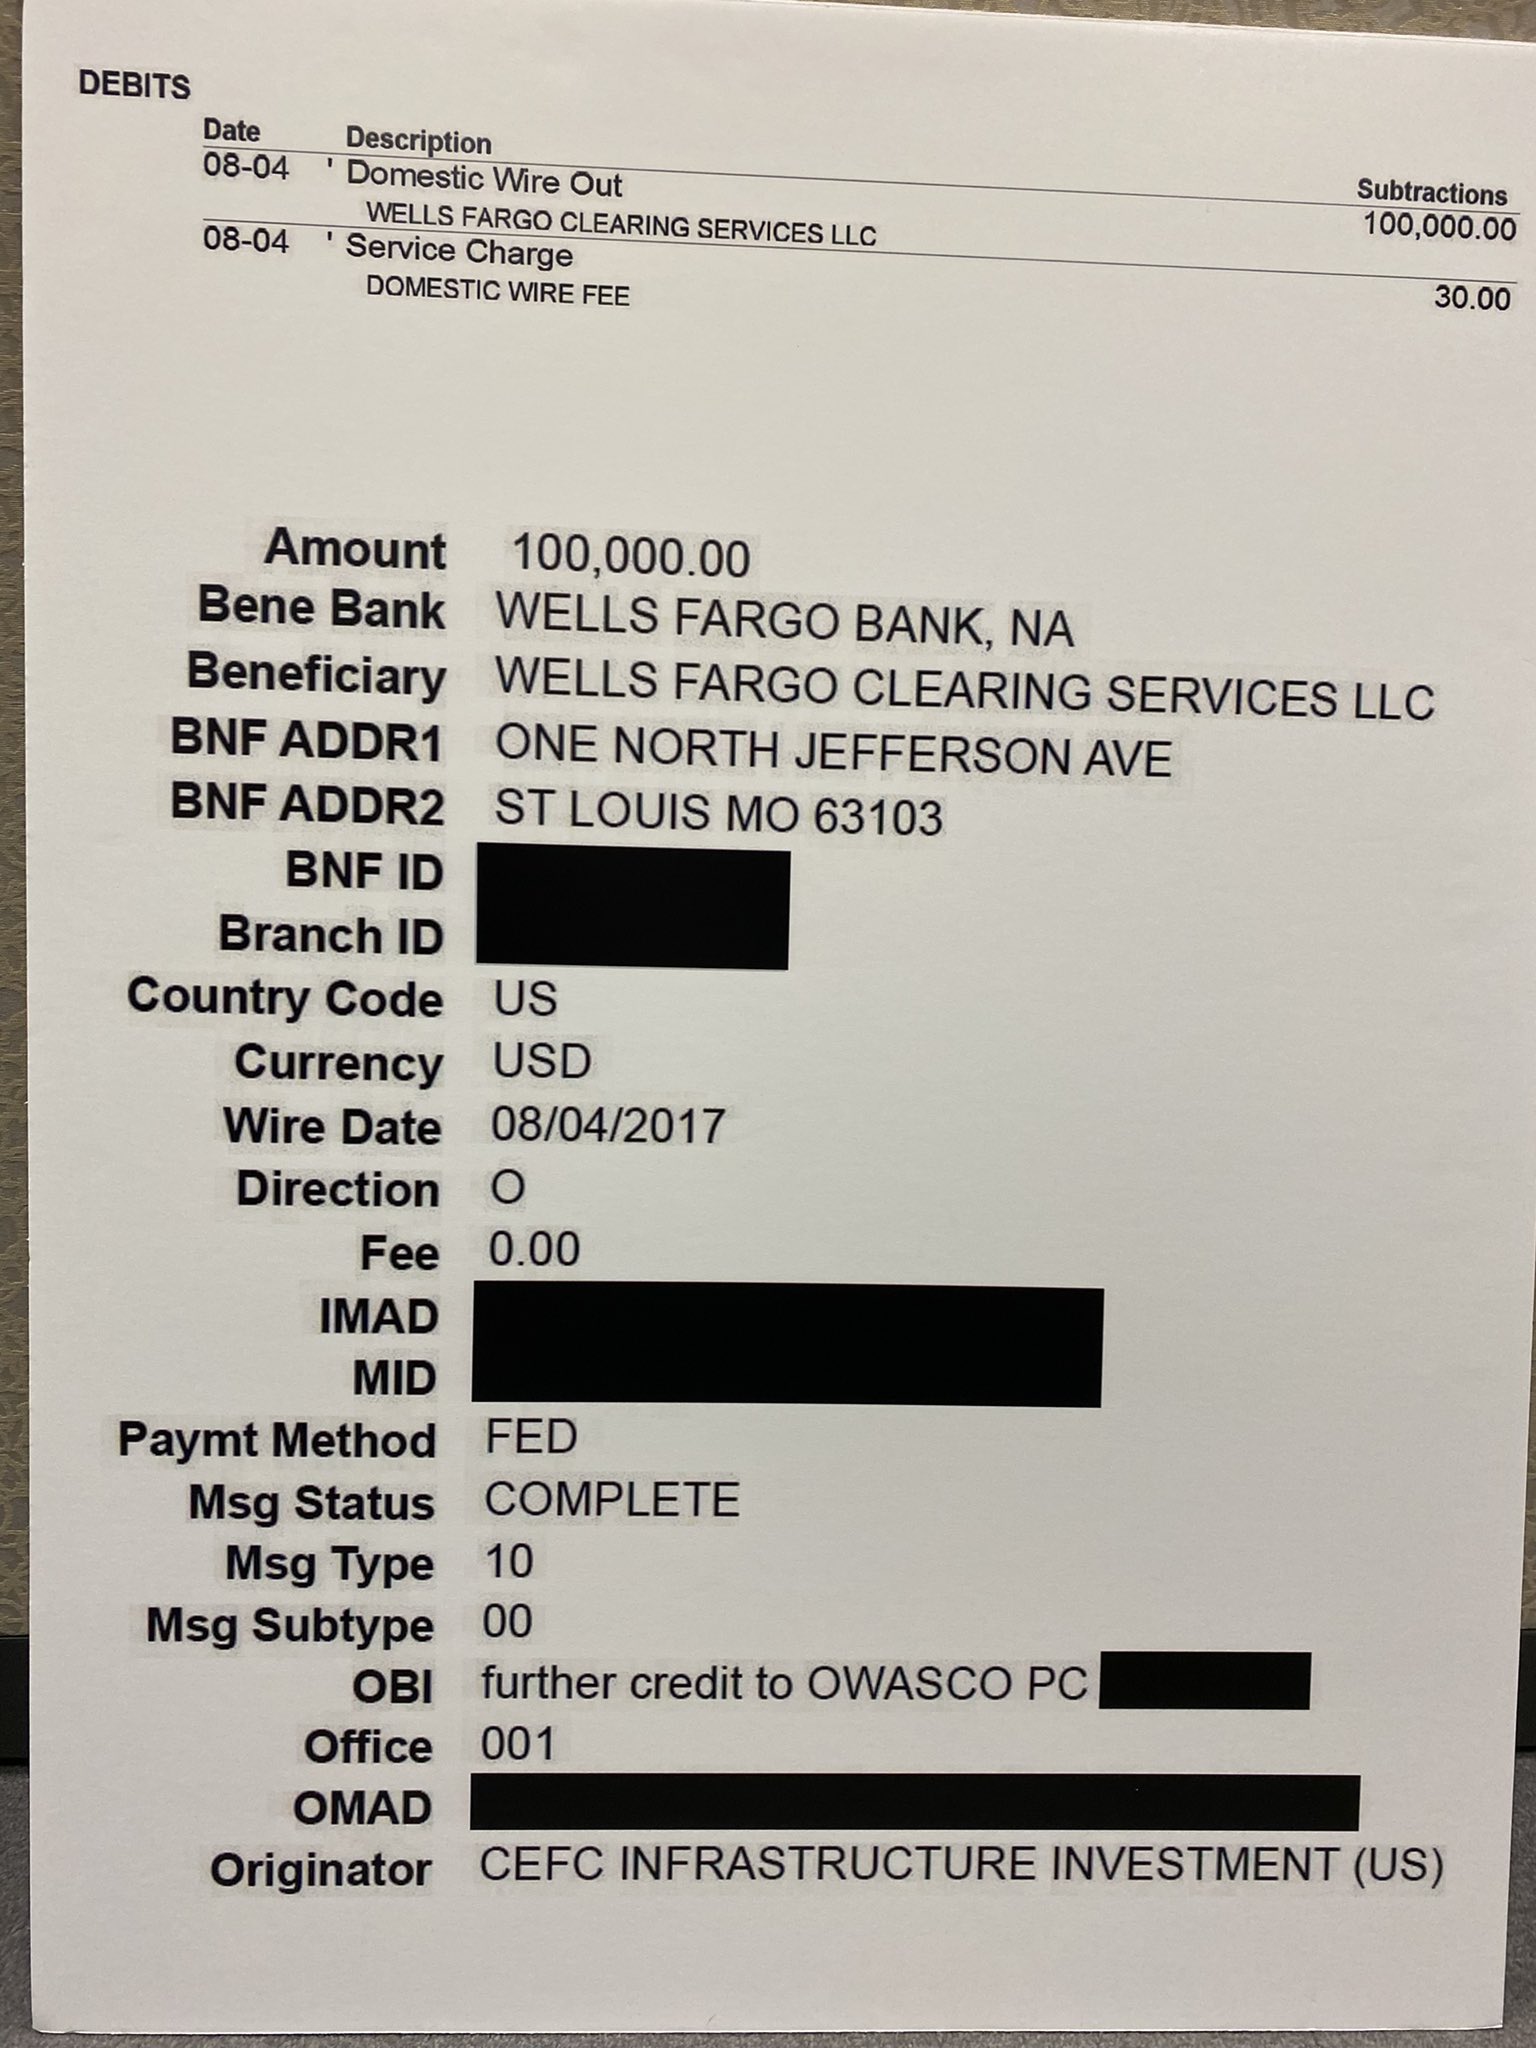 DEBITS
Date Description Subtractions
08-04 ' Domestic Wire Out 100,000.00
WELLS FARGO CLEARING SERVICES LLC
08-04 ' Service Charge 30.00
DOMESTIC WIRE FEE
Amount 100,000.00
Bene Bank WELLS FARGO BANK, NA
Beneficiary WELLS FARGO CLEARING SERVICES LLC
BNF ADDR1 ONE NORTH JEFFERSON AVE
BNF ADDR2 ST LOUIS MO 63103
BNF ID
Branch ID
Country Code US
Currency USD
Wire Date 08/04/2017
Direction O
Fee 0.00
IMAD
MID
Paymt Method FED
Msg Status COMPLETE
Msg Type 10
Msg Subtype 00
OBI further credit to OWASCO PC
Office 001
OMAD
Originator CEFC INFRASTRUCTURE INVESTMENT (US)